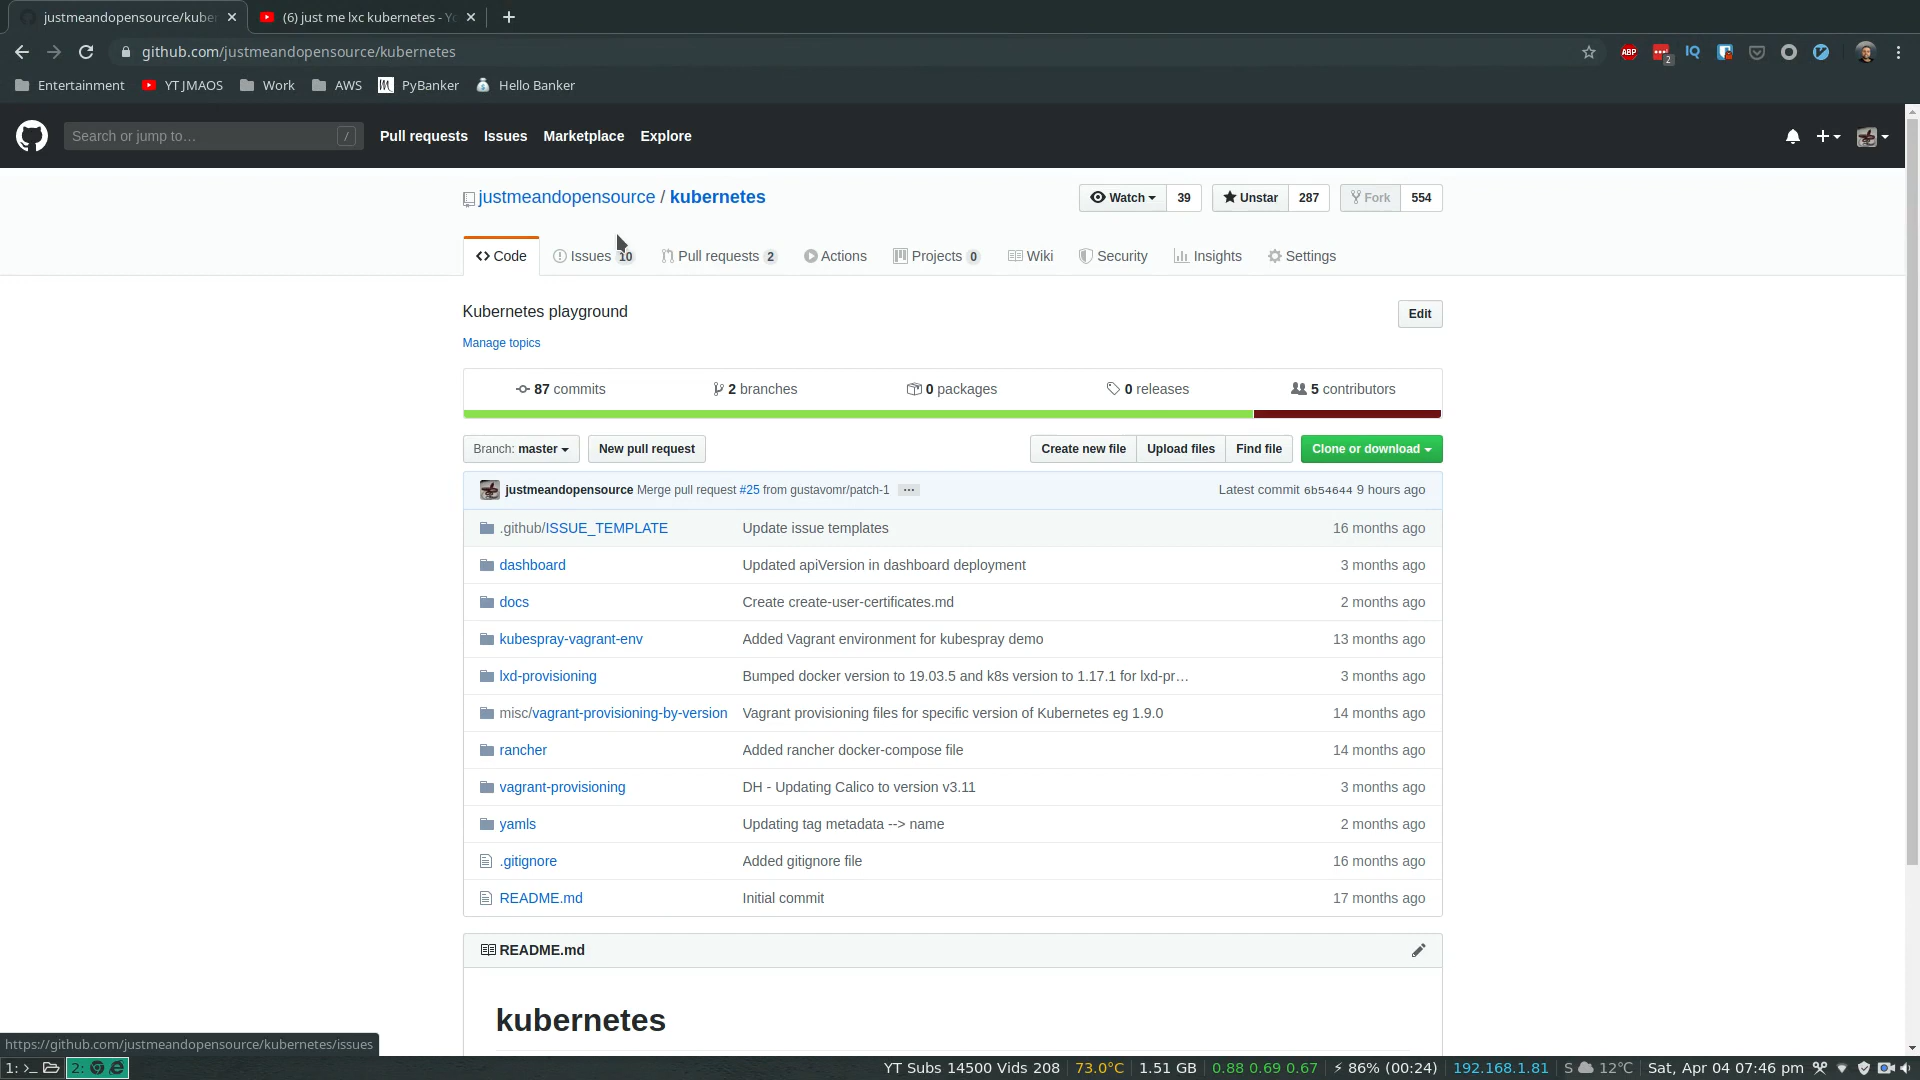 justmeandopensource/kuber
(6) just me lxc kubernetes - Yo
github.com/justmeandopensource/kubernetes
ABP
2
IQ
Entertainment YT JMAOS Work AWS PyBanker Hello Banker
Search or jump to… /
Pull requests Issues Marketplace Explore
justmeandopensource / kubernetes
Watch 39 Unstar 287 Fork 554
Code Issues 10 Pull requests 2 Actions Projects 0 Wiki Security Insights Settings
Kubernetes playground
Edit
Manage topics
87 commits 2 branches 0 packages 0 releases 5 contributors
Branch: master New pull request Create new file Upload files Find file Clone or download
justmeandopensource Merge pull request #25 from gustavomr/patch-1 ... Latest commit 6b54644 9 hours ago
.github/ISSUE_TEMPLATE Update issue templates 16 months ago
dashboard Updated apiVersion in dashboard deployment 3 months ago
docs Create create-user-certificates.md 2 months ago
kubespray-vagrant-env Added Vagrant environment for kubespray demo 13 months ago
lxd-provisioning Bumped docker version to 19.03.5 and k8s version to 1.17.1 for lxd-pr… 3 months ago
misc/vagrant-provisioning-by-version Vagrant provisioning files for specific version of Kubernetes eg 1.9.0 14 months ago
rancher Added rancher docker-compose file 14 months ago
vagrant-provisioning DH - Updating Calico to version v3.11 3 months ago
yamls Updating tag metadata --> name 2 months ago
.gitignore Added gitignore file 16 months ago
README.md Initial commit 17 months ago
README.md
kubernetes
https://github.com/justmeandopensource/kubernetes/issues
1: 2: YT Subs 14500 Vids 208 73.0°C 1.51 GB 0.88 0.69 0.67 86% (00:24) 192.168.1.81 S 12°C Sat, Apr 04 07:46 pm